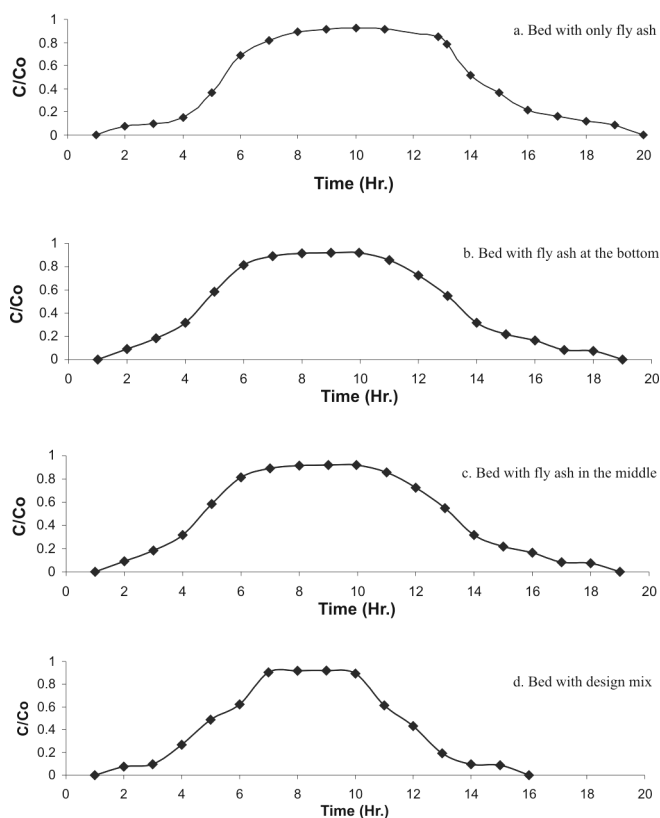 a. Bed with only fly ash
C/Co
1
0.8
0.6
0.4
0.2
0
0 2 4 6 8 10 12 14 16 18 20
Time (Hr.)
b. Bed with fly ash at the bottom
C/Co
1
0.8
0.6
0.4
0.2
0
0 2 4 6 8 10 12 14 16 18 20
Time (Hr.)
c. Bed with fly ash in the middle
C/Co
1
0.8
0.6
0.4
0.2
0
0 2 4 6 8 10 12 14 16 18 20
Time (Hr.)
d. Bed with design mix
C/Co
1
0.8
0.6
0.4
0.2
0
0 2 4 6 8 10 12 14 16 18 20
Time (Hr.)